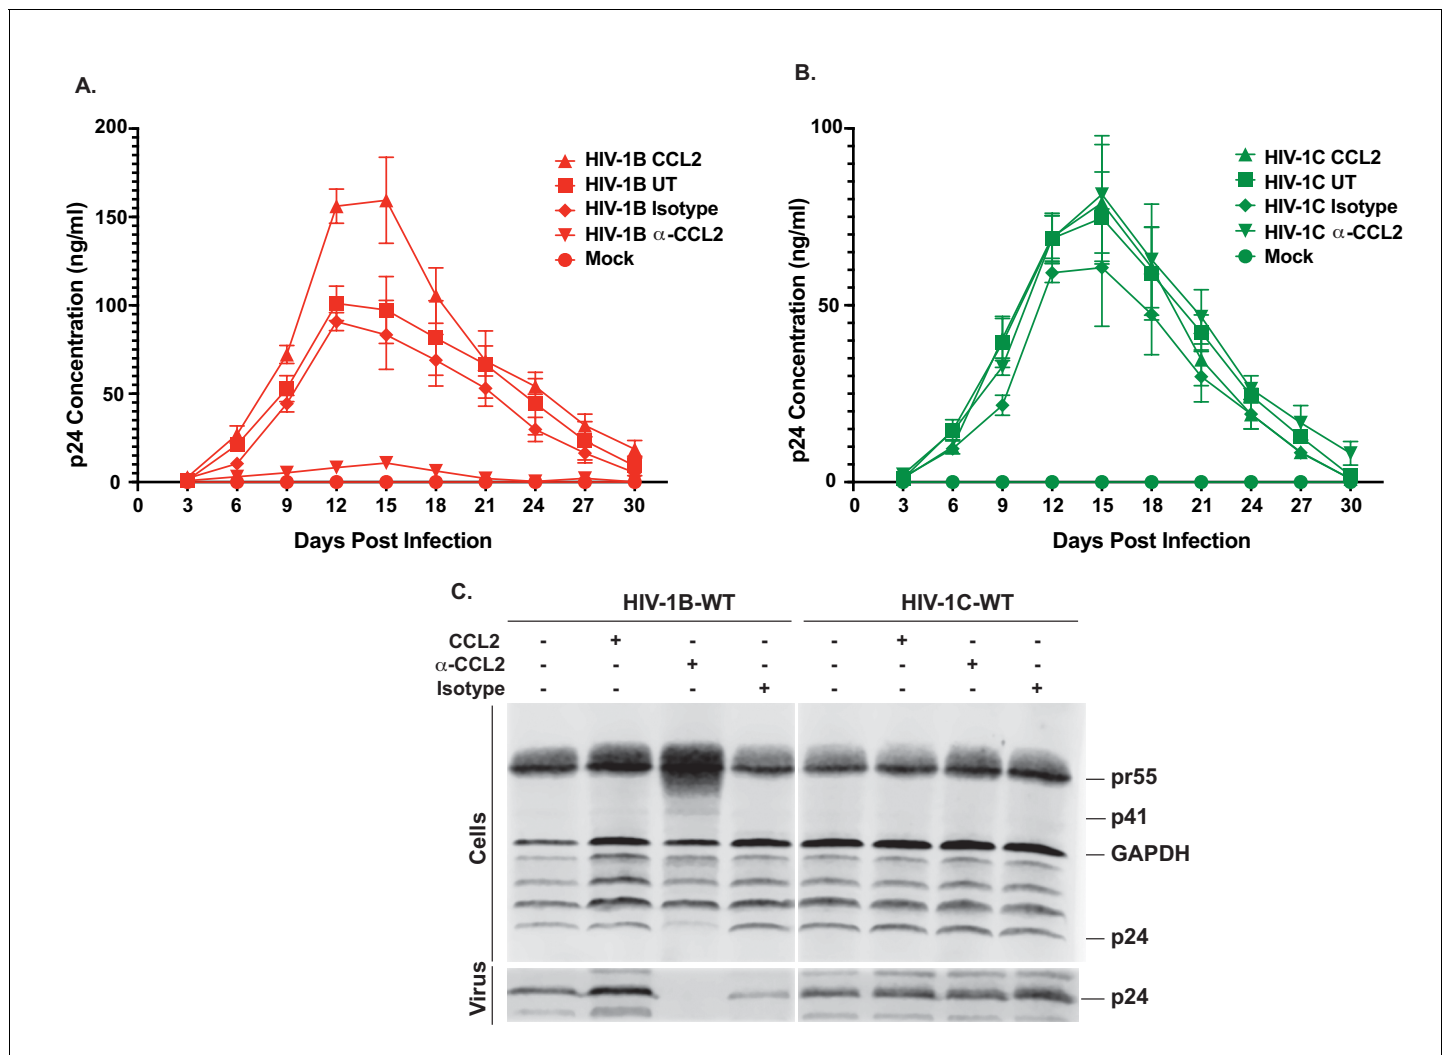 A.
200
150
100
50
0
p24 Concentration (ng/ml)
0 3 6 9 12 15 18 21 24 27 30
Days Post Infection
HIV-1B CCL2
HIV-1B UT
HIV-1B Isotype
HIV-1B α-CCL2
Mock
B.
100
50
0
p24 Concentration (ng/ml)
0 3 6 9 12 15 18 21 24 27 30
Days Post Infection
HIV-1C CCL2
HIV-1C UT
HIV-1C Isotype
HIV-1C α-CCL2
Mock
C.
HIV-1B-WT HIV-1C-WT
CCL2 - + - - - + - -
α-CCL2 - - + - - - + -
Isotype - - - + - - - +
Cells
pr55
p41
GAPDH
p24
Virus
p24